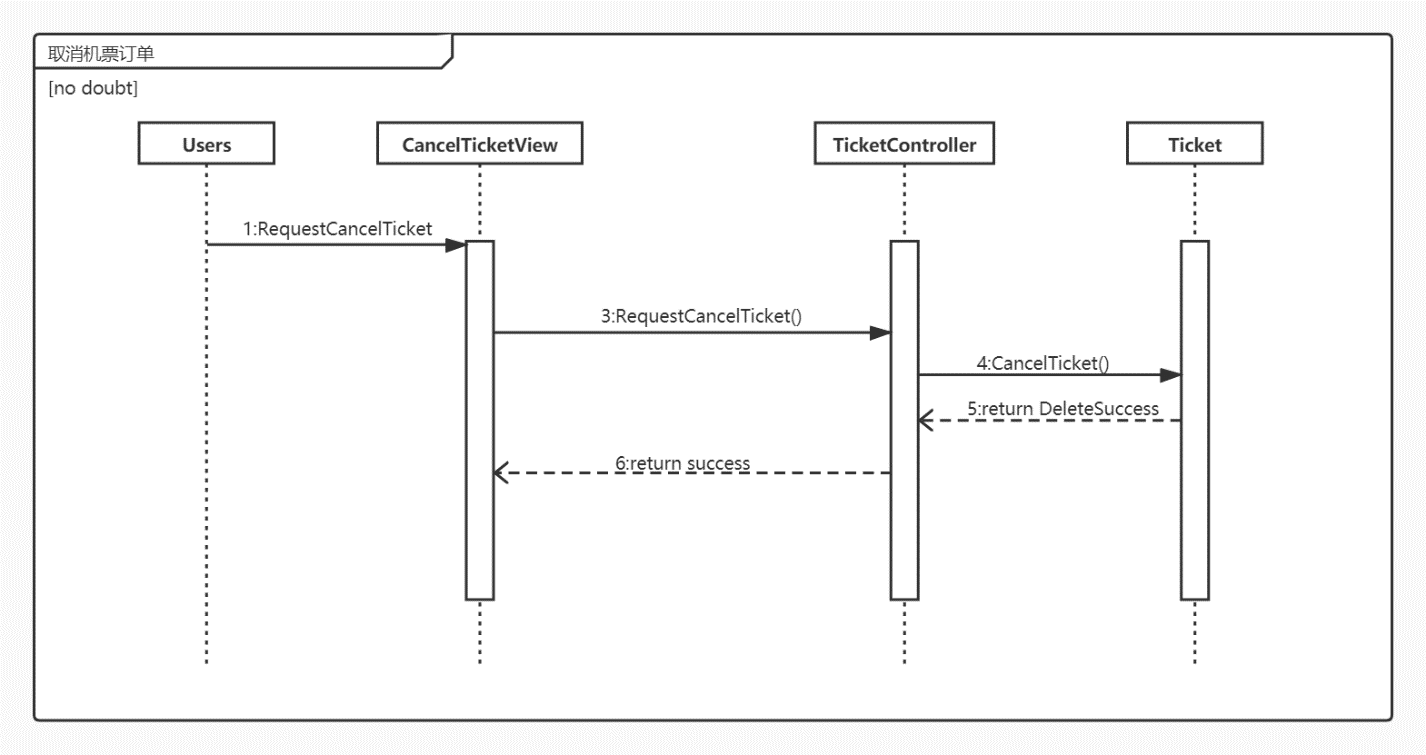 取消机票订单
[no doubt]
Users
CancelTicketView
TicketController
Ticket
1:RequestCancelTicket
3:RequestCancelTicket()
4:CancelTicket()
5:return DeleteSuccess
6:return success